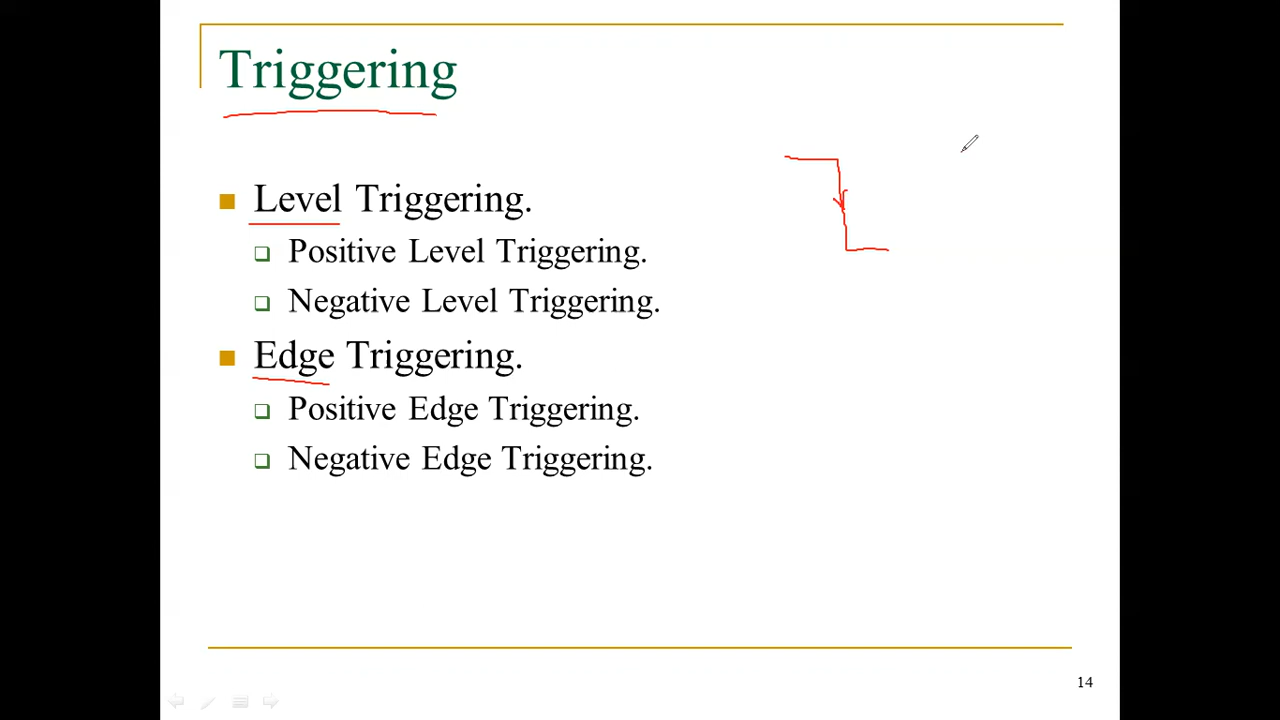 Triggering
Level Triggering.
Positive Level Triggering.
Negative Level Triggering.
Edge Triggering.
Positive Edge Triggering.
Negative Edge Triggering.
14